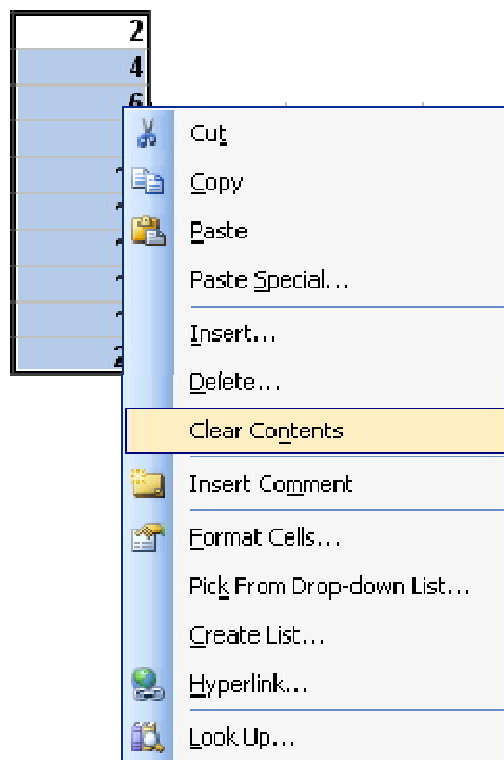 2
4
6
Cut
Copy
Paste
Paste Special...
Insert...
Delete...
Clear Contents
Insert Comment
Format Cells...
Pick From Drop-down List...
Create List...
Hyperlink...
Look Up...